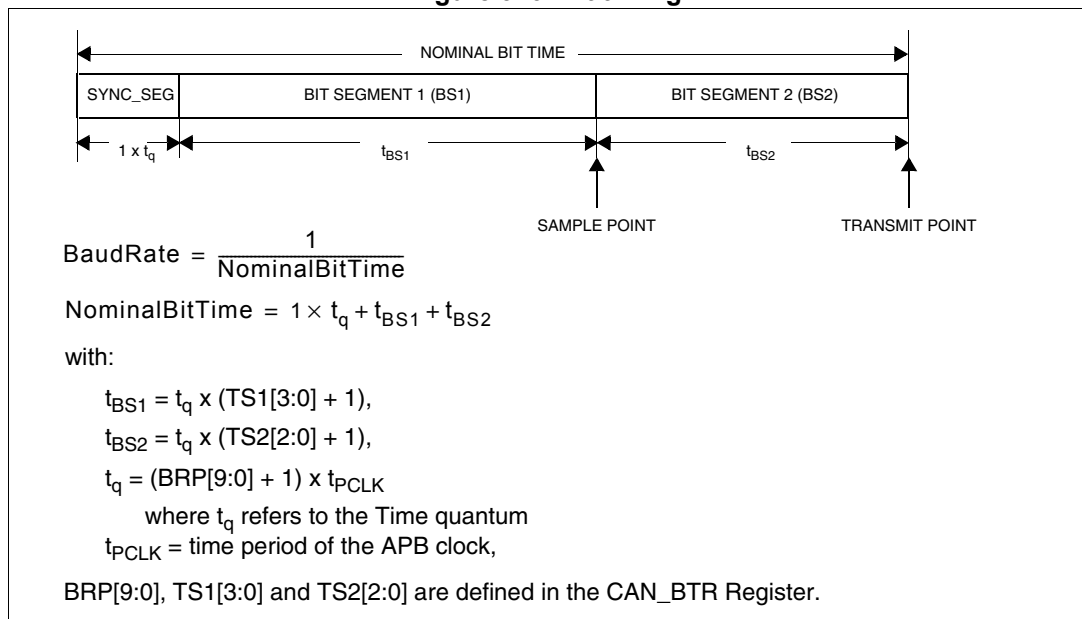 NOMINAL BIT TIME
SYNC_SEG BIT SEGMENT 1 (BS1) BIT SEGMENT 2 (BS2)
1 x tq tBS1 tBS2
SAMPLE POINT TRANSMIT POINT
BaudRate = 1 / NominalBitTime
NominalBitTime = 1 × tq + tBS1 + tBS2
with:
tBS1 = tq x (TS1[3:0] + 1),
tBS2 = tq x (TS2[2:0] + 1),
tq = (BRP[9:0] + 1) x tPCLK
where tq refers to the Time quantum
tPCLK = time period of the APB clock,
BRP[9:0], TS1[3:0] and TS2[2:0] are defined in the CAN_BTR Register.